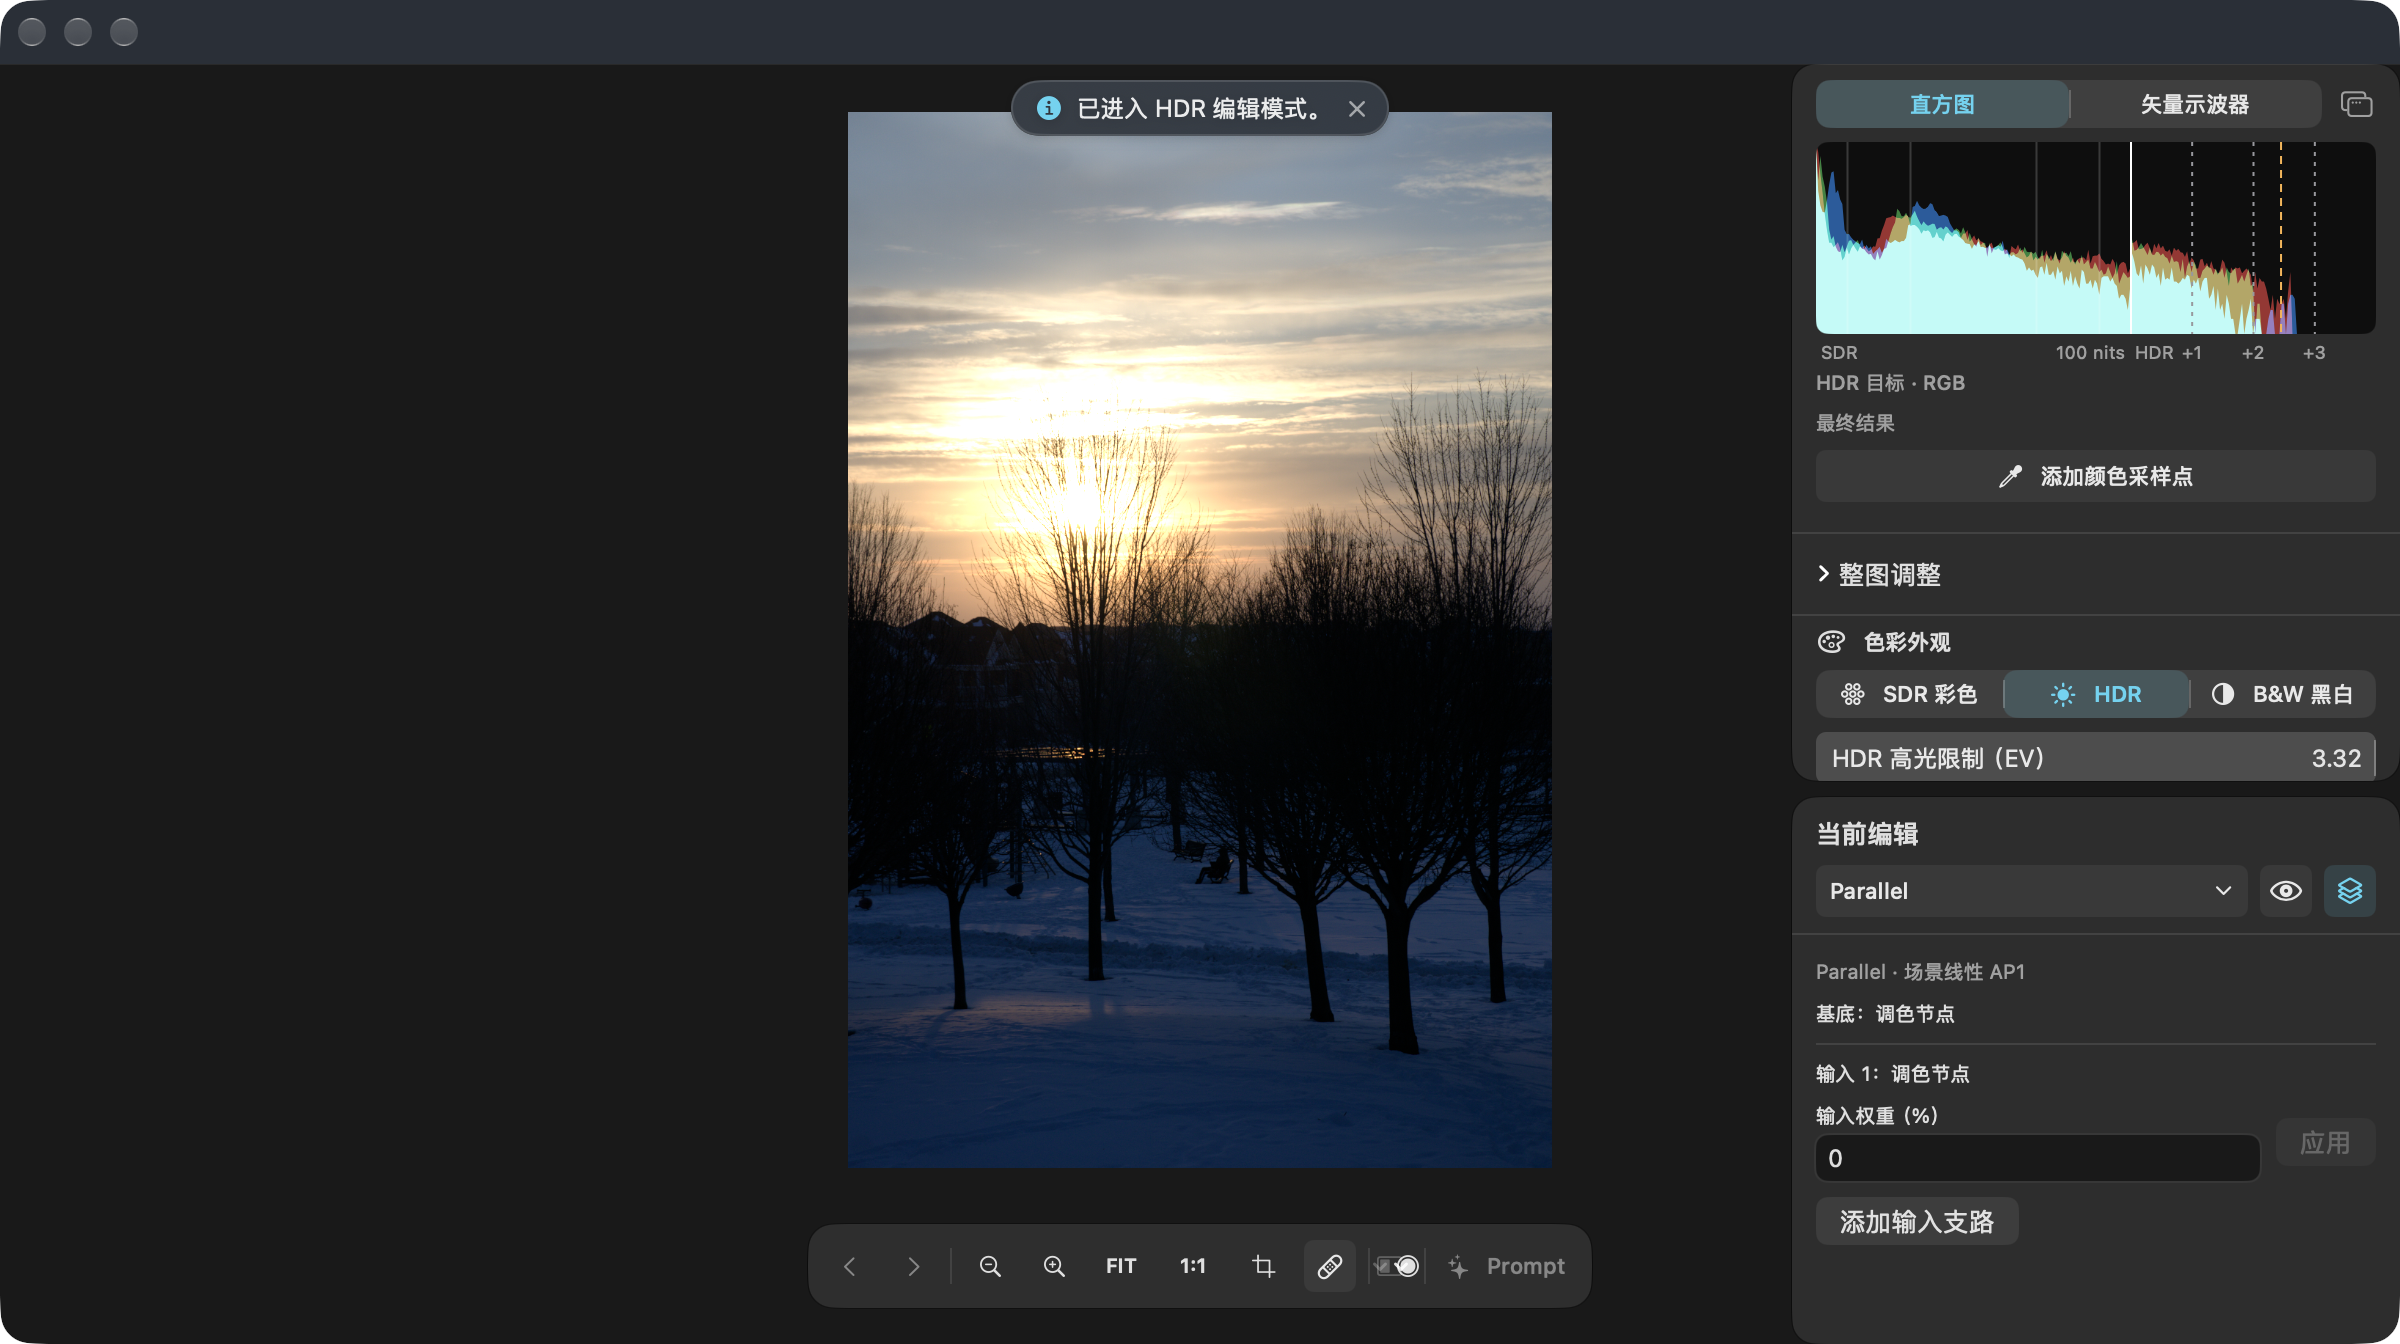 已进入 HDR 编辑模式。
直方图 矢量示波器
SDR 100 nits HDR +1 +2 +3
HDR 目标 · RGB
最终结果
添加颜色采样点
整图调整
色彩外观
SDR 彩色 HDR B&W 黑白
HDR 高光限制（EV） 3.32
当前编辑
Parallel
Parallel · 场景线性 AP1
基底：调色节点
输入 1：调色节点
输入权重（%）
0 应用
添加输入支路
FIT 1:1 Prompt